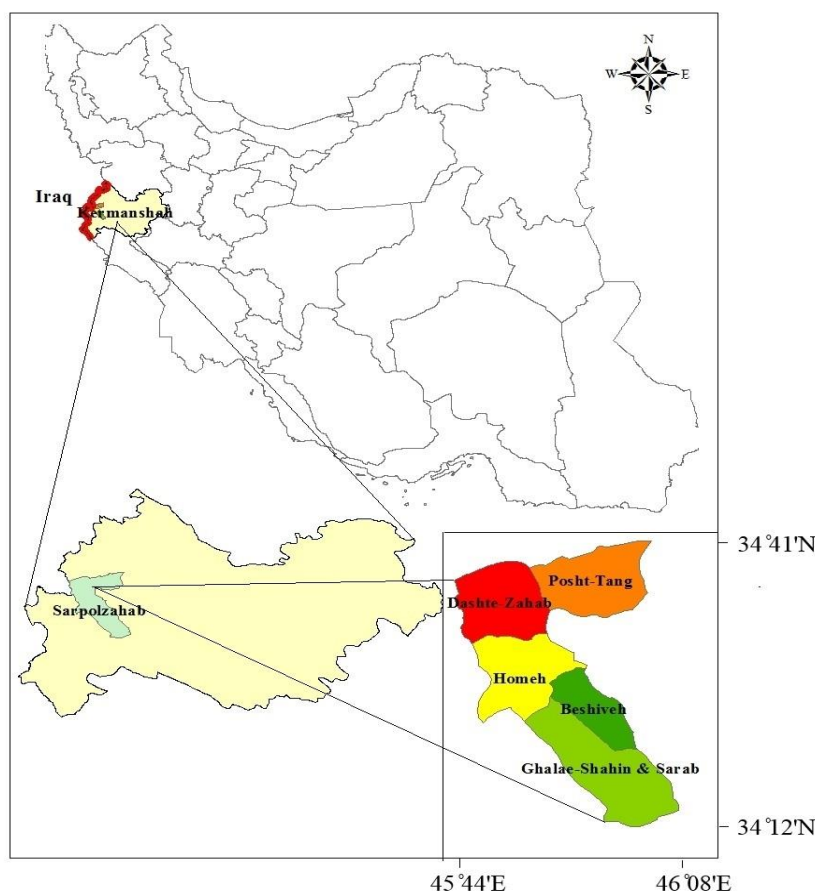 N
W E
S
Iraq
Kermanshah
34°41'N
Posht-Tang
Dashte-Zahab
Sarpolzahab
Homeh
Beshiveh
Ghalae-Shahin & Sarab
34°12'N
45°44'E 46°08'E